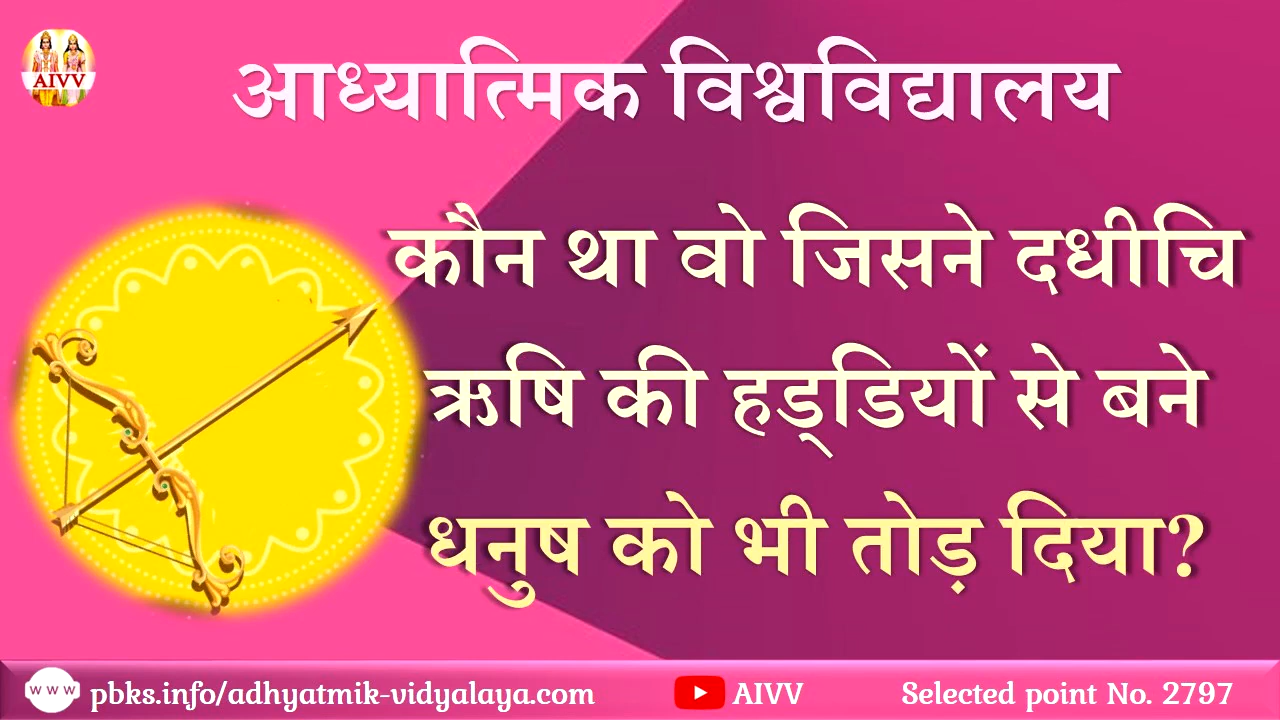 AIVV
आध्यात्मिक विश्वविद्यालय
कौन था वो जिसने दधीचि
ऋषि की हड्‌डियों से बने
धनुष को भी तोड़ दिया?
www pbks.info/adhyatmik-vidyalaya.com AIVV Selected point No. 2797